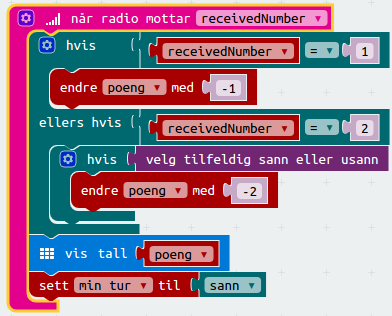 når radio mottar receivedNumber
hvis receivedNumber = 1
endre poeng med -1
ellers hvis receivedNumber = 2
hvis velg tilfeldig sann eller usann
endre poeng med -2
vis tall poeng
sett min tur til sann